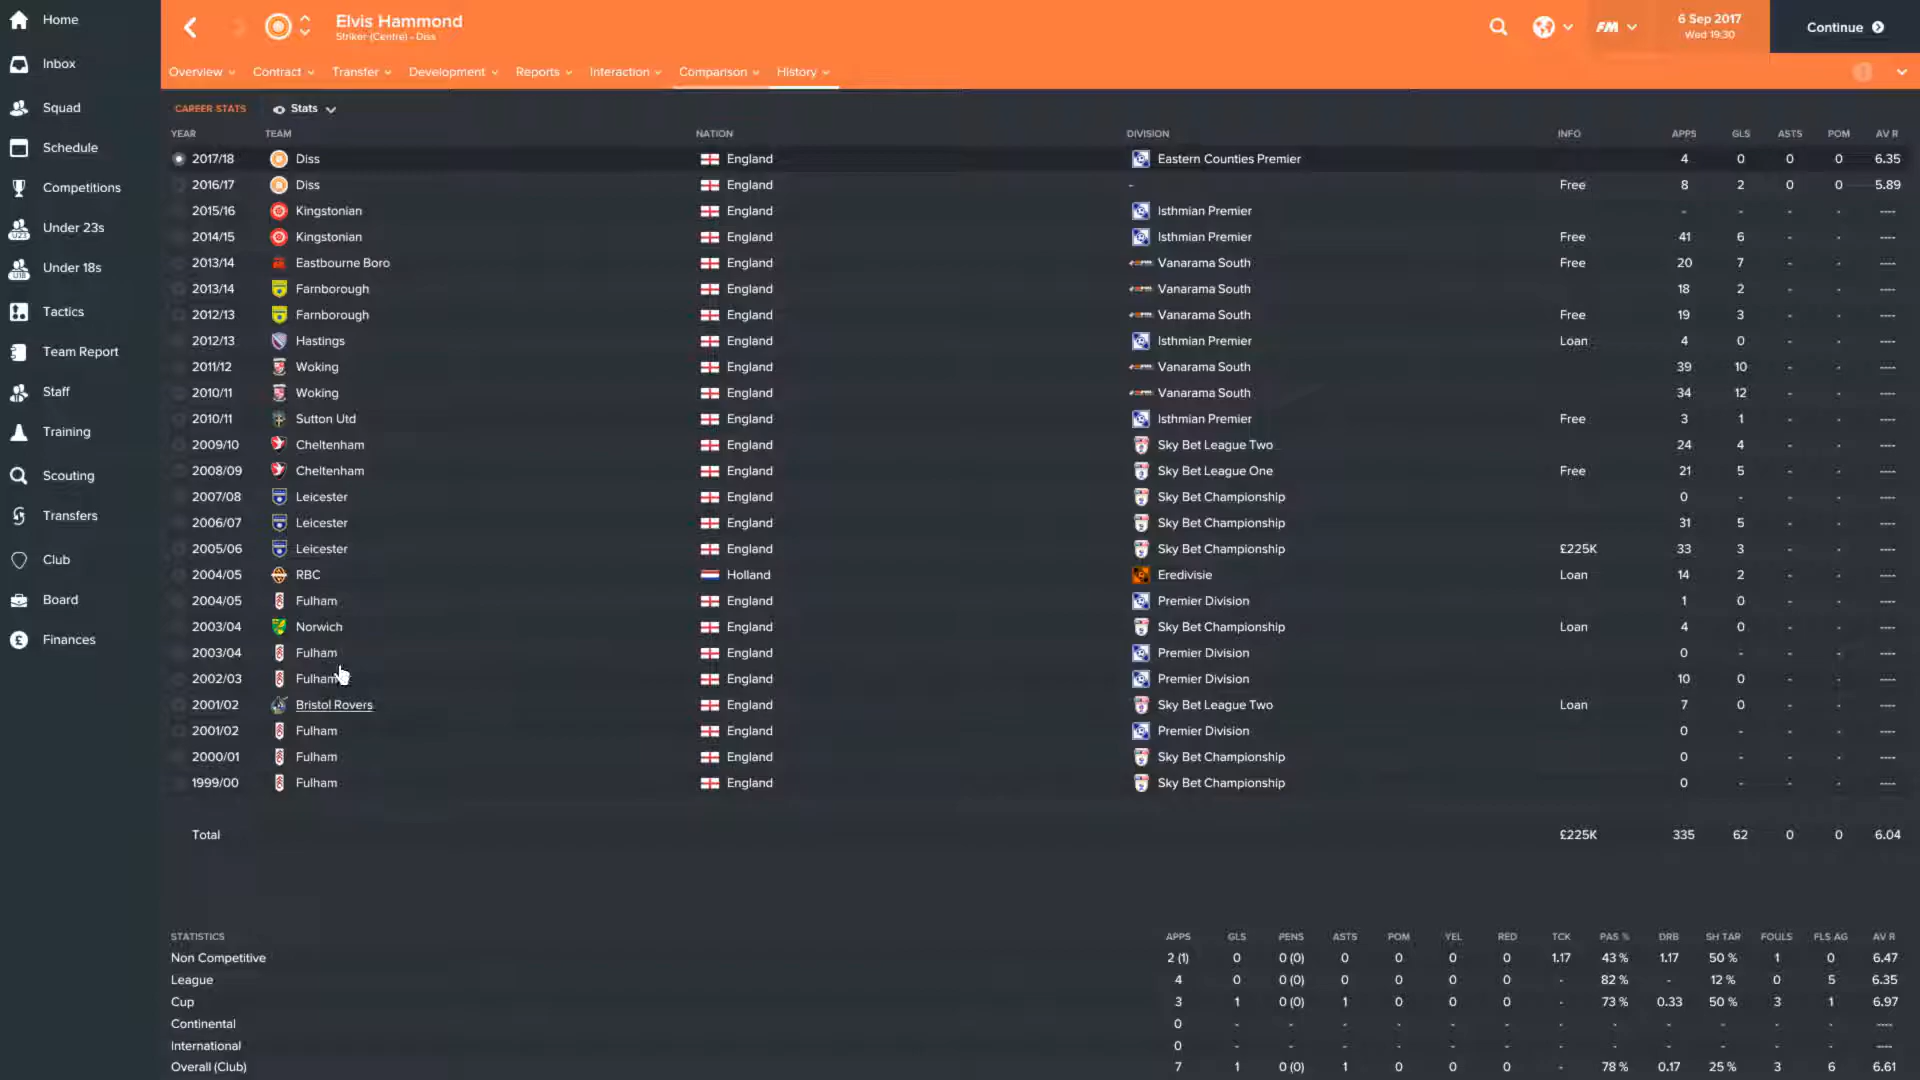 Home
Inbox
Squad
Schedule
Competitions
Under 23s
Under 18s
Tactics
Team Report
Staff
Training
Scouting
Transfers
Club
Board
Finances
Elvis Hammond
Striker (Centre) - Diss
FM
6 Sep 2017
Wed 19:30
Continue
Overview Contract Transfer Development Reports Interaction Comparison History
CAREER STATS Stats
YEAR TEAM NATION DIVISION INFO APPS GLS ASTS POM AV R
2017/18 Diss England Eastern Counties Premier 4 0 0 0 6.35
2016/17 Diss England - Free 8 2 0 0 5.89
2015/16 Kingstonian England Isthmian Premier - - - - ----
2014/15 Kingstonian England Isthmian Premier Free 41 6 - - ----
2013/14 Eastbourne Boro England Vanarama South Free 20 7 - - ----
2013/14 Farnborough England Vanarama South 18 2 - - ----
2012/13 Farnborough England Vanarama South Free 19 3 - - ----
2012/13 Hastings England Isthmian Premier Loan 4 0 - - ----
2011/12 Woking England Vanarama South 39 10 - - ----
2010/11 Woking England Vanarama South 34 12 - - ----
2010/11 Sutton Utd England Isthmian Premier Free 3 1 - - ----
2009/10 Cheltenham England Sky Bet League Two 24 4 - - ----
2008/09 Cheltenham England Sky Bet League One Free 21 5 - - ----
2007/08 Leicester England Sky Bet Championship 0 - - - ----
2006/07 Leicester England Sky Bet Championship 31 5 - - ----
2005/06 Leicester England Sky Bet Championship £225K 33 3 - - ----
2004/05 RBC Holland Eredivisie Loan 14 2 - - ----
2004/05 Fulham England Premier Division 1 0 - - ----
2003/04 Norwich England Sky Bet Championship Loan 4 0 - - ----
2003/04 Fulham England Premier Division 0 - - - ----
2002/03 Fulham England Premier Division 10 0 - - ----
2001/02 Bristol Rovers England Sky Bet League Two Loan 7 0 - - ----
2001/02 Fulham England Premier Division 0 - - - ----
2000/01 Fulham England Sky Bet Championship 0 - - - ----
1999/00 Fulham England Sky Bet Championship 0 - - - ----
Total £225K 335 62 0 0 6.04
STATISTICS APPS GLS PENS ASTS POM YEL RED TCK PAS % DRB SH TAR FOULS FLS AG AV R
Non Competitive 2 (1) 0 0 (0) 0 0 0 0 1.17 43 % 1.17 50 % 1 0 6.47
League 4 0 0 (0) 0 0 0 0 - 82 % - 12 % 0 5 6.35
Cup 3 1 0 (0) 1 0 0 0 - 73 % 0.33 50 % 3 1 6.97
Continental 0 - - - - - - - - - - - - ----
International 0 - - - - - - - - - - - - ----
Overall (Club) 7 1 0 (0) 1 0 0 0 - 78 % 0.17 25 % 3 6 6.61